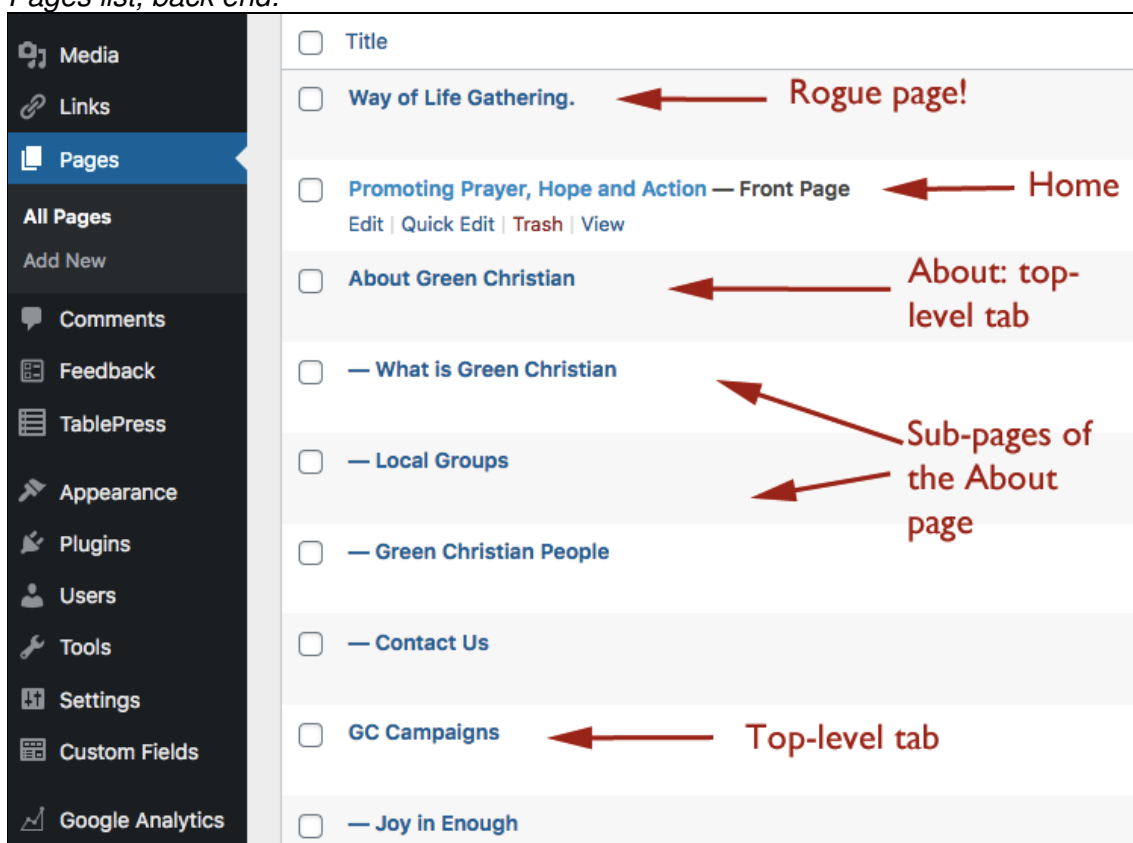 Pages list, back end:
Media
Links
Pages
All Pages
Add New
Comments
Feedback
TablePress
Appearance
Plugins
Users
Tools
Settings
Custom Fields
Google Analytics
Title
Way of Life Gathering.
Rogue page!
Promoting Prayer, Hope and Action — Front Page
Edit | Quick Edit | Trash | View
Home
About Green Christian
About: top-
level tab
— What is Green Christian
— Local Groups
Sub-pages of
the About
page
— Green Christian People
— Contact Us
GC Campaigns
Top-level tab
— Joy in Enough